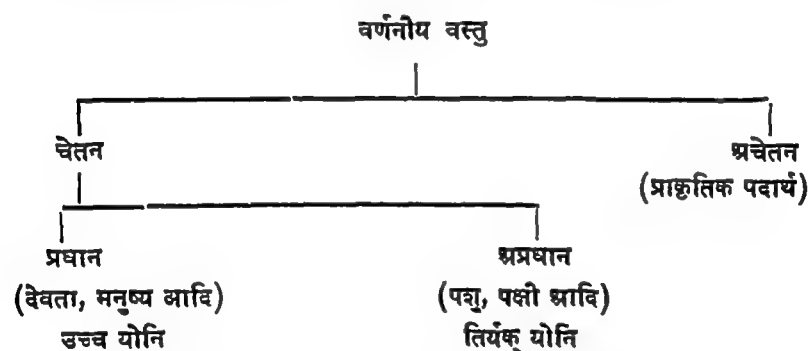 वर्णनीय वस्तु
चेतन
अचेतन
(प्राकृतिक पदार्थ)
प्रधान
(देवता, मनुष्य आदि)
उच्च योनि
अप्रधान
(पशु, पक्षी आदि)
तिर्यक् योनि